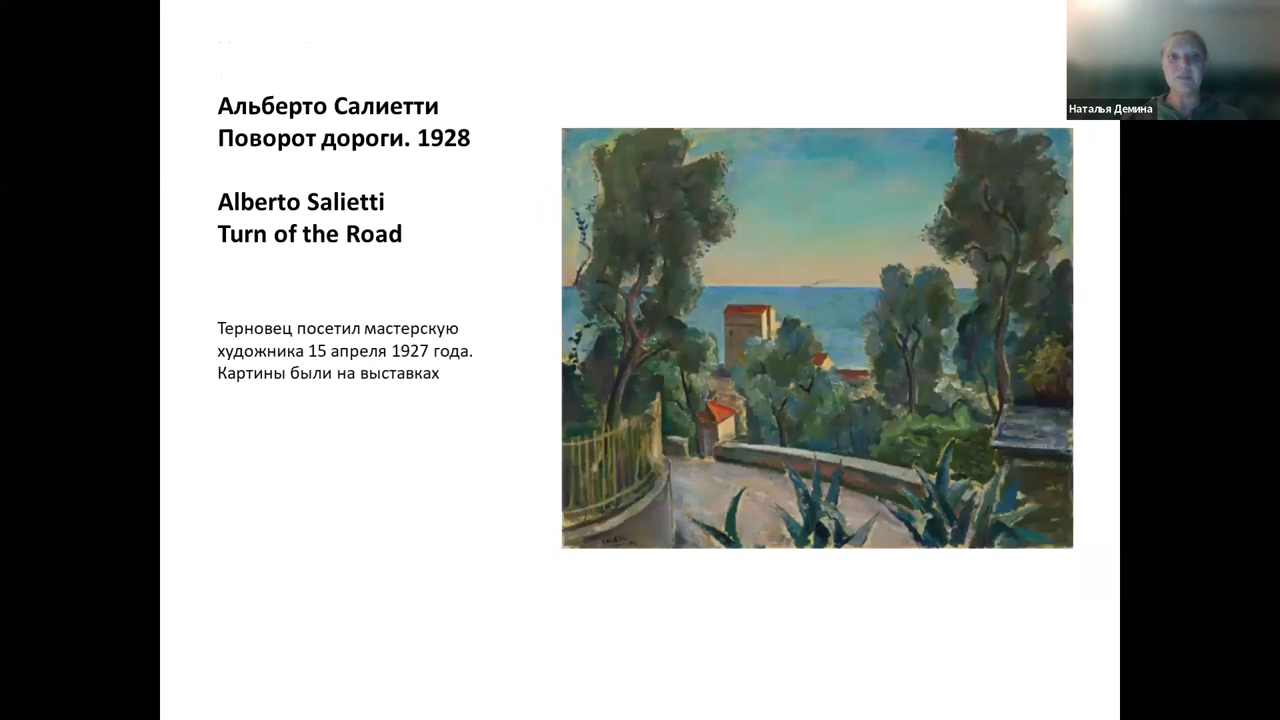 Альберто Салиетти
Поворот дороги. 1928
Alberto Salietti
Turn of the Road
Терновец посетил мастерскую
художника 15 апреля 1927 года.
Картины были на выставках
Наталья Демина